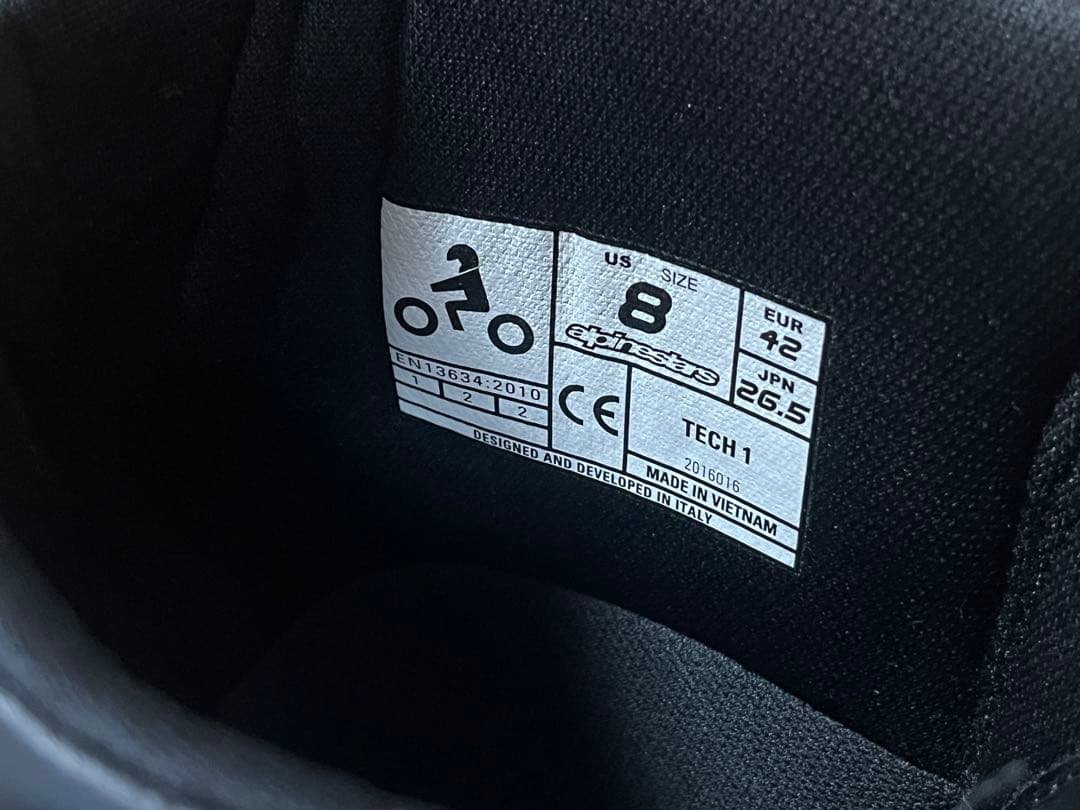 US SIZE
8
alpinestars
EUR
42
JPN
26.5
EN13634:2010
1 2 2
CE
TECH 1
2016016
MADE IN VIETNAM
DESIGNED AND DEVELOPED IN ITALY